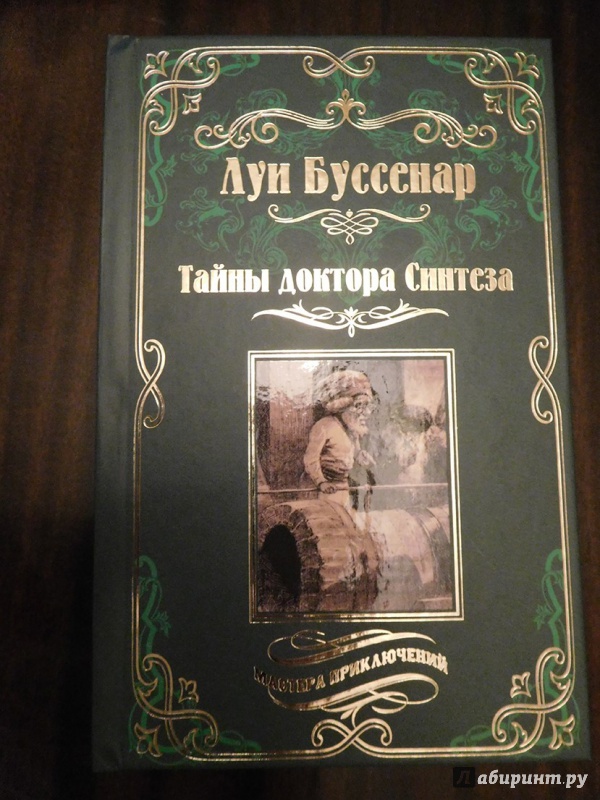 Луи Буссенар
Тайны доктора Синтеза
МАСТЕРА ПРИКЛЮЧЕНИЙ
Лабиринт.ру